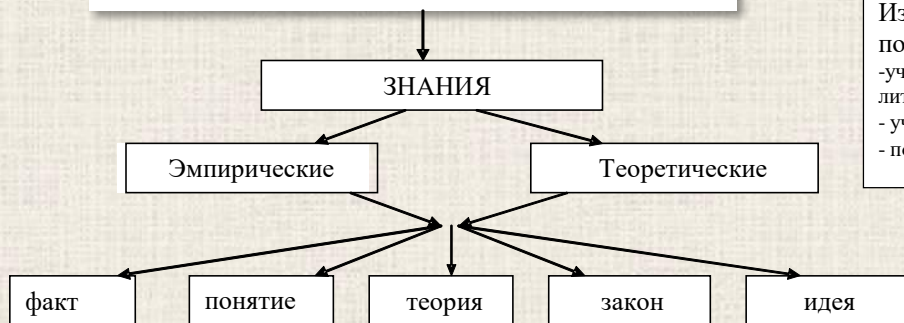 ЗНАНИЯ
Эмпирические
Теоретические
факт
понятие
теория
закон
идея